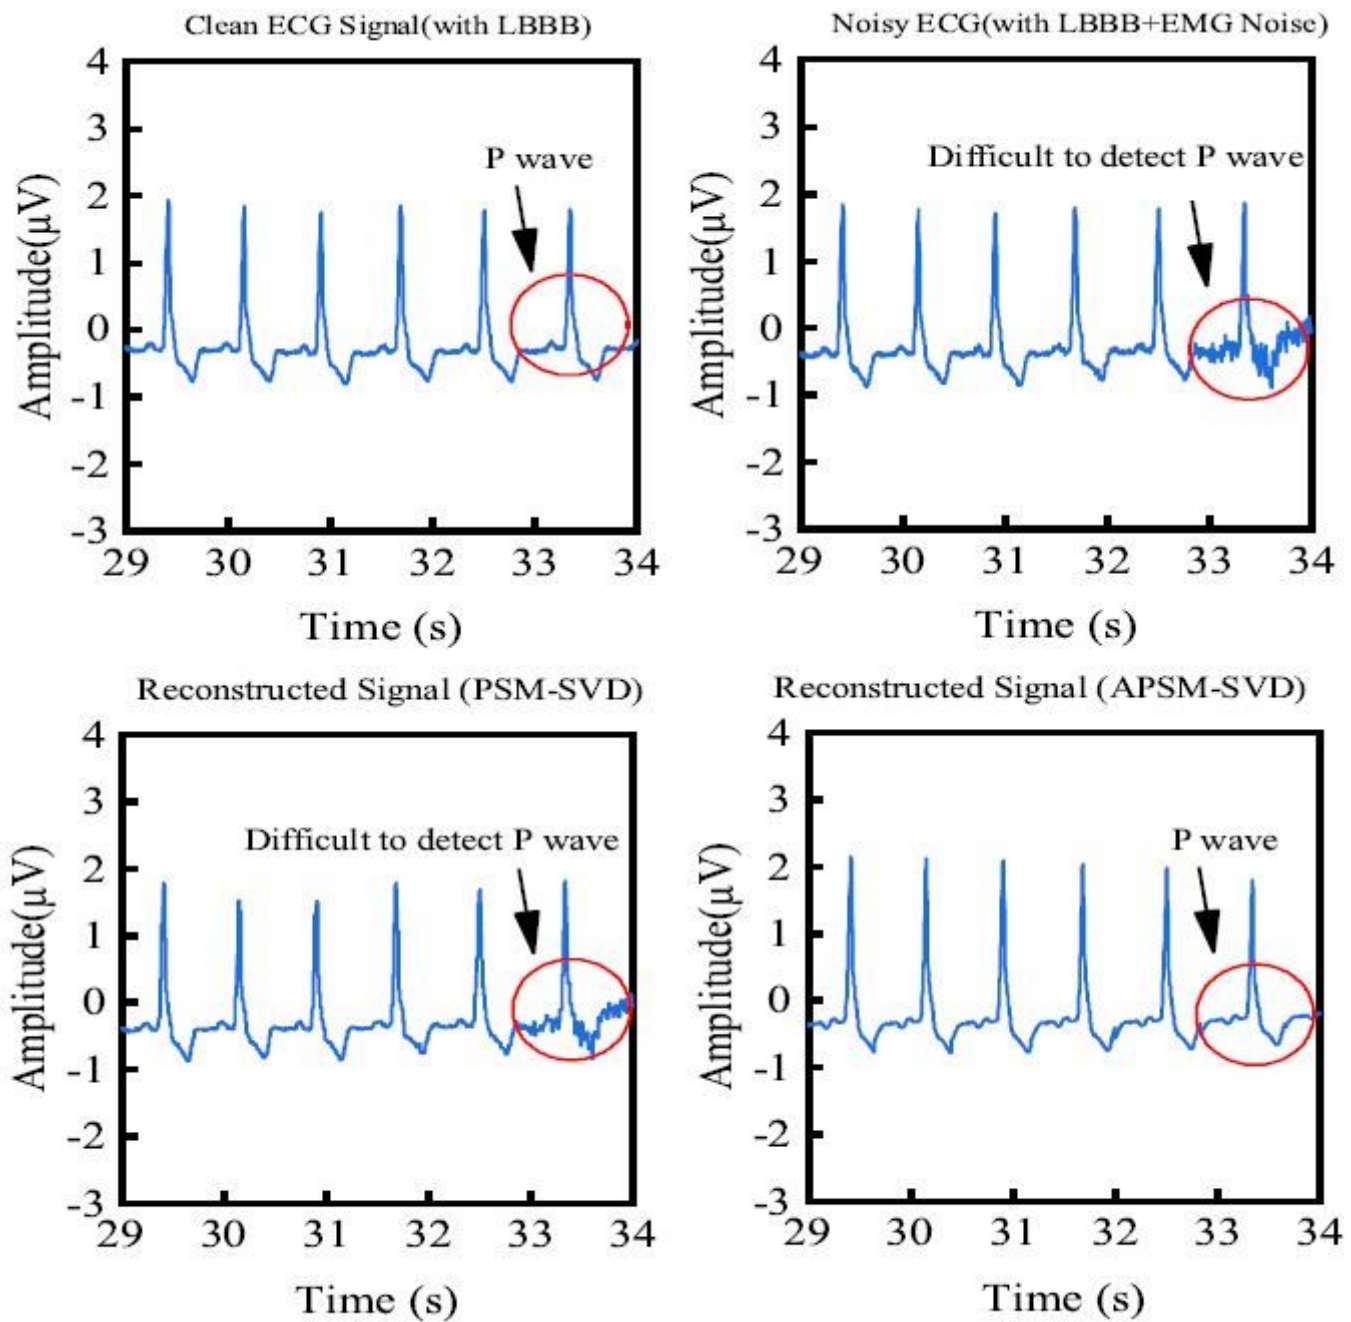 Clean ECG Signal(with LBBB)
4
3
2
1
0
-1
-2
-3
P wave
Amplitude(μV)
29 30 31 32 33 34
Time (s)
Noisy ECG(with LBBB+EMG Noise)
4
3
2
1
0
-1
-2
-3
Difficult to detect P wave
Amplitude(μV)
29 30 31 32 33 34
Time (s)
Reconstructed Signal (PSM-SVD)
4
3
2
1
0
-1
-2
-3
Difficult to detect P wave
Amplitude(μV)
29 30 31 32 33 34
Time (s)
Reconstructed Signal (APSM-SVD)
4
3
2
1
0
-1
-2
-3
P wave
Amplitude(μV)
29 30 31 32 33 34
Time (s)